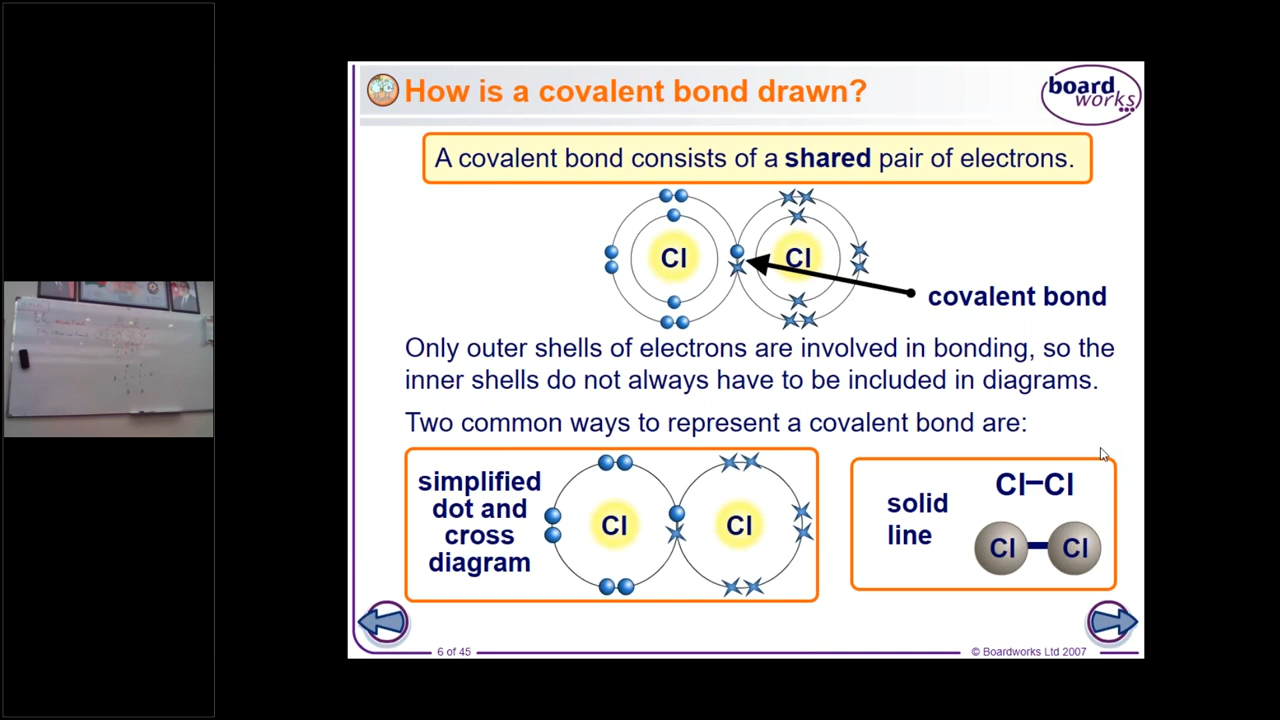 How is a covalent bond drawn?
board
works
A covalent bond consists of a shared pair of electrons.
Cl
Cl
covalent bond
Only outer shells of electrons are involved in bonding, so the
inner shells do not always have to be included in diagrams.
Two common ways to represent a covalent bond are:
simplified
dot and
cross
diagram
Cl
Cl
solid
line
Cl–Cl
Cl
Cl
6 of 45
© Boardworks Ltd 2007